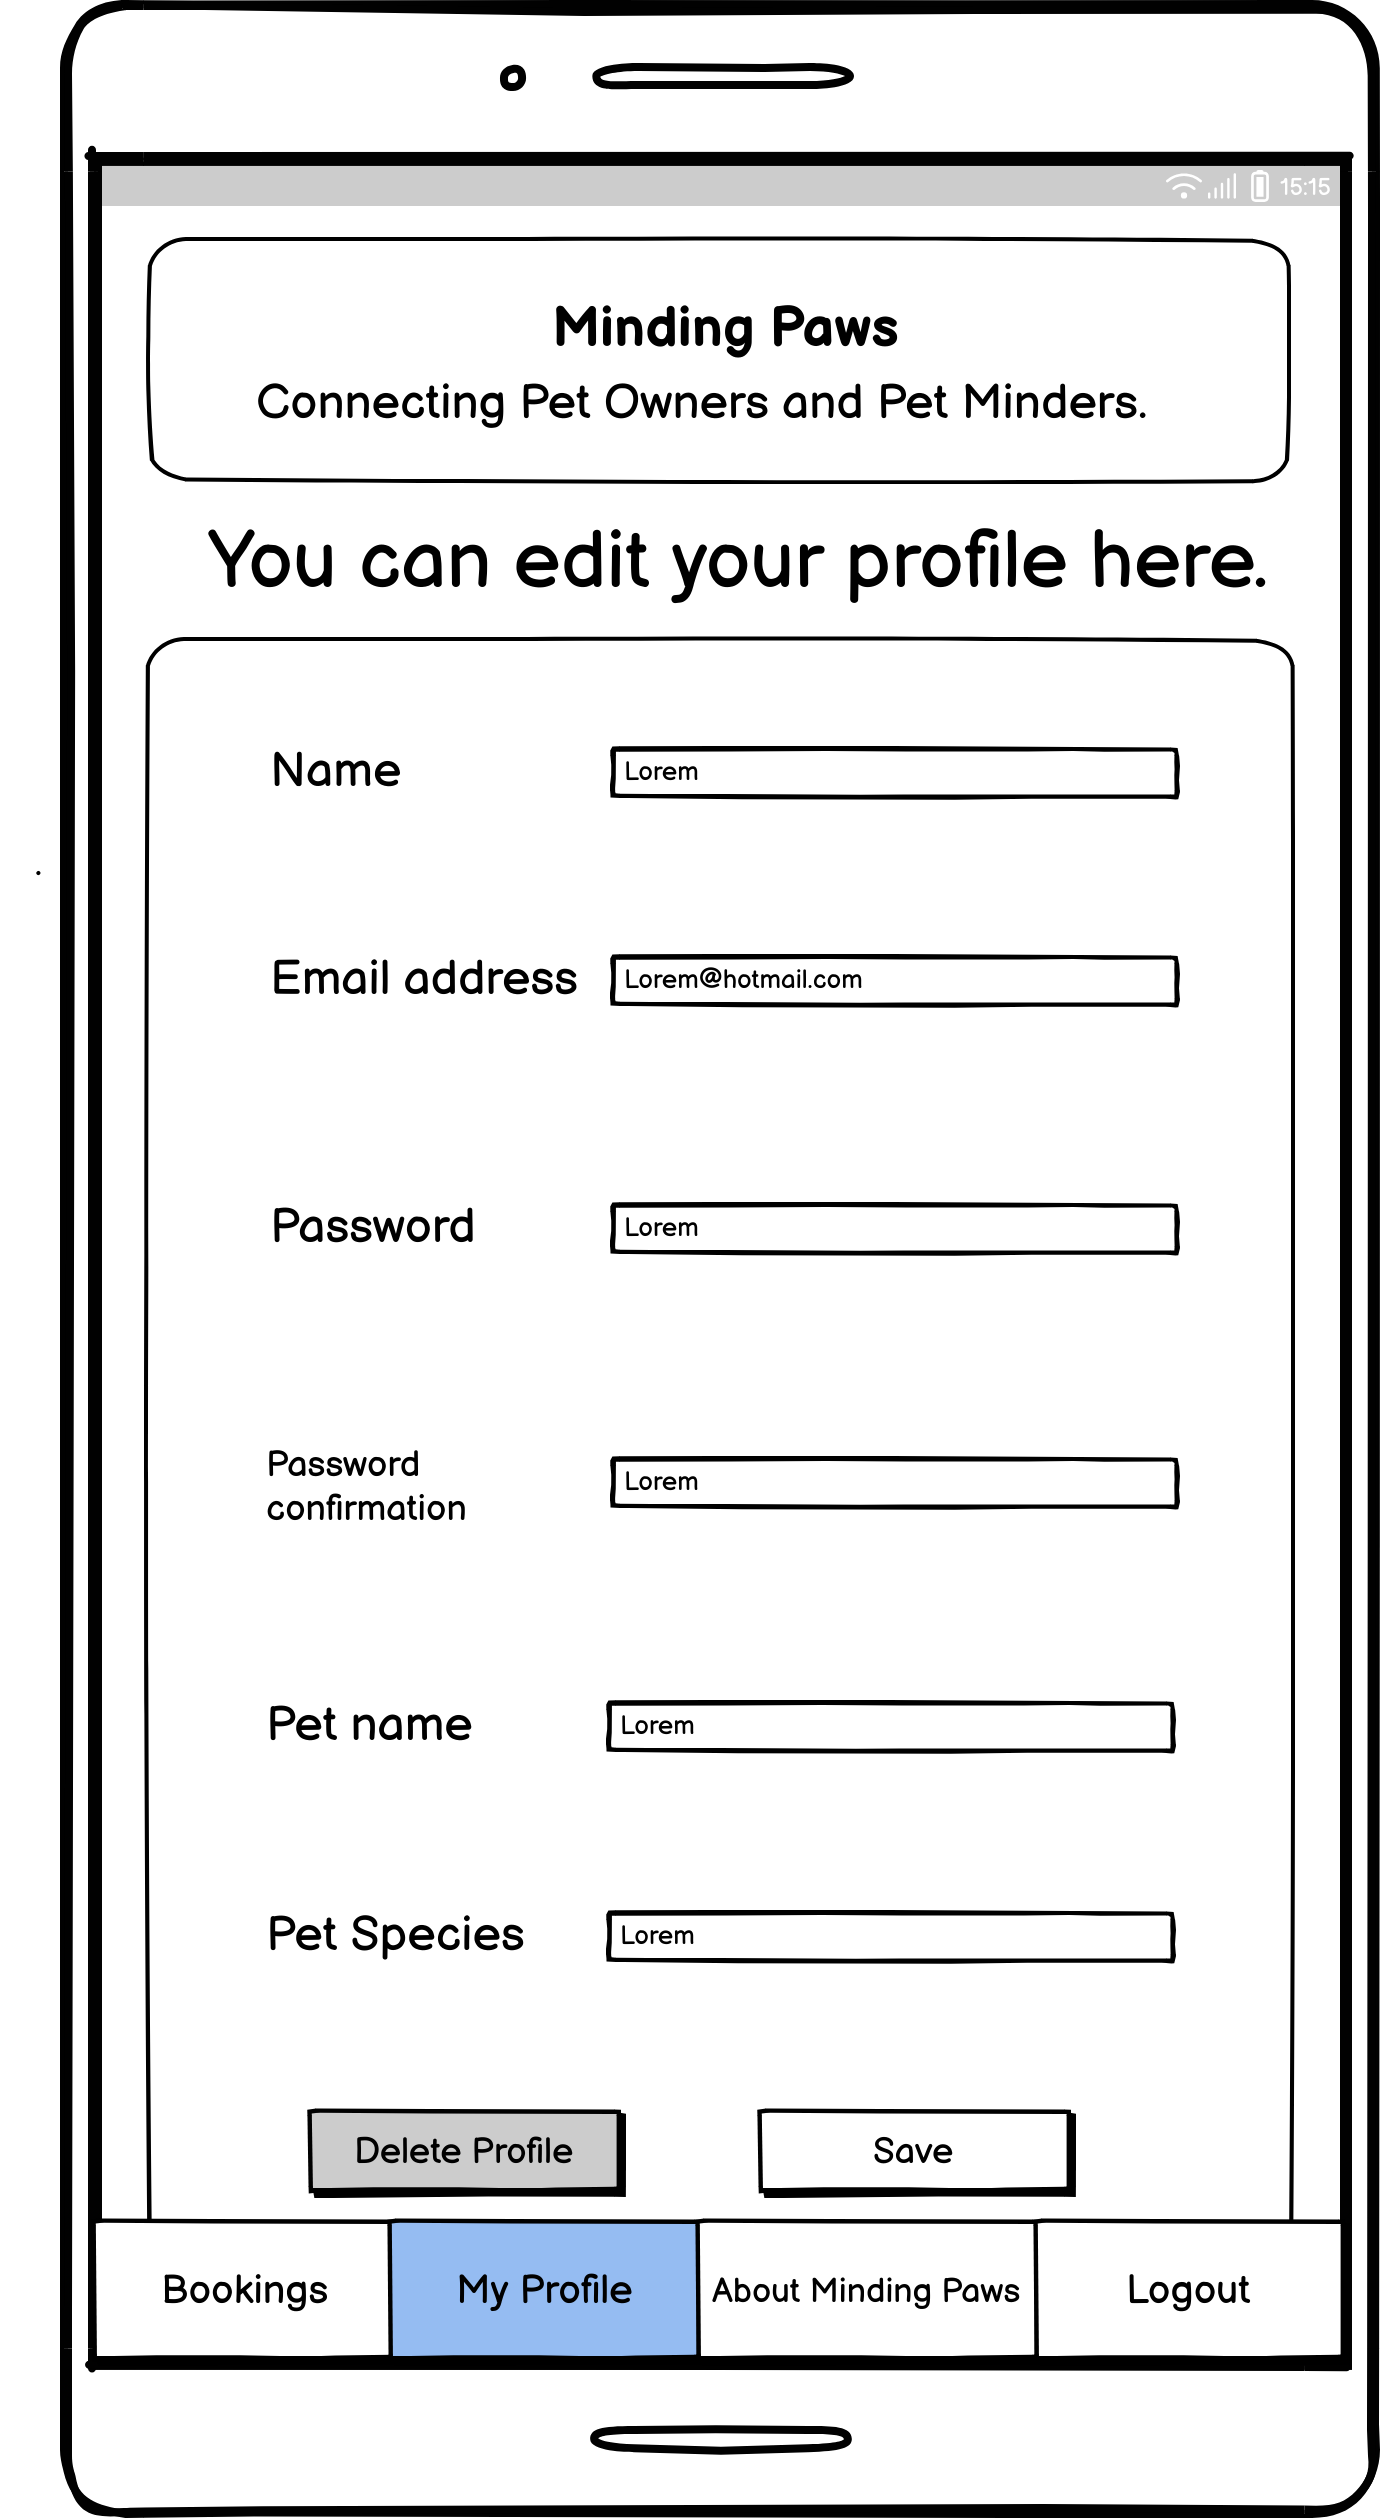 15:15
Minding Paws
Connecting Pet Owners and Pet Minders.
You can edit your profile here.
Name Lorem
Email address Lorem@hotmail.com
Password Lorem
Password
confirmation
Lorem
Pet name Lorem
Pet Species Lorem
Delete Profile Save
Bookings My Profile About Minding Paws Logout